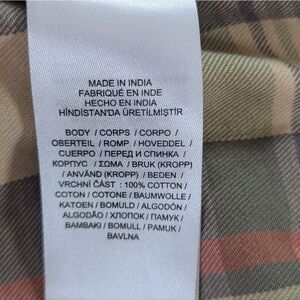 MADE IN INDIA
FABRIQUÉ EN INDE
HECHO EN INDIA
HİNDİSTAN'DA ÜRETİLMİŞTİR
BODY / CORPS / CORPO /
OBERTEIL / ROMP / HOVEDDEL /
CUERPO / ПЕРЕД И СПИНКА /
ΚΟΡΤΥΣ / ΣΩΜΑ / BRUK (KROPP)
/ ANVÄND (KROPP) / BEDEN /
VRCHNÍ ČÁST : 100% COTTON /
COTON / COTONE / BAUMWOLLE /
KATOEN / BOMULD / ALGODÓN /
ALGODÃO / ХЛОПОК / ПАМУК /
ΒΑΜΒΑΚΙ / BOMULL / PAMUK /
BAVLNA